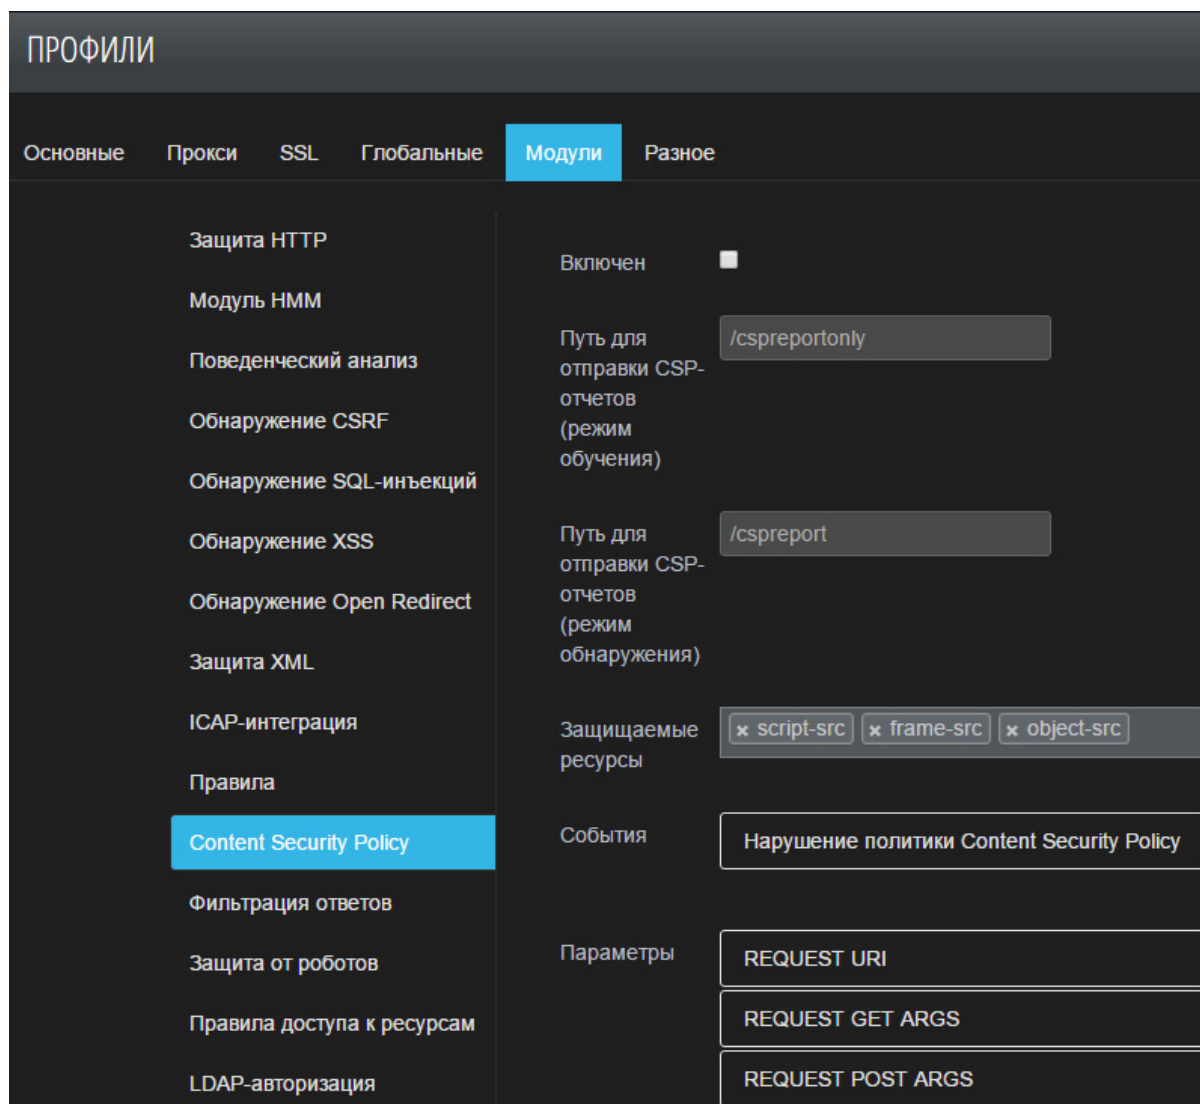 ПРОФИЛИ
Основные Прокси SSL Глобальные Модули Разное
Защита HTTP
Модуль HMM
Поведенческий анализ
Обнаружение CSRF
Обнаружение SQL-инъекций
Обнаружение XSS
Обнаружение Open Redirect
Защита XML
ICAP-интеграция
Правила
Content Security Policy
Фильтрация ответов
Защита от роботов
Правила доступа к ресурсам
LDAP-авторизация
Включен
Путь для
отправки CSP-
отчетов
(режим
обучения)
/cspreportonly
Путь для
отправки CSP-
отчетов
(режим
обнаружения)
/cspreport
Защищаемые
ресурсы
× script-src × frame-src × object-src
События
Нарушение политики Content Security Policy
Параметры
REQUEST URI
REQUEST GET ARGS
REQUEST POST ARGS